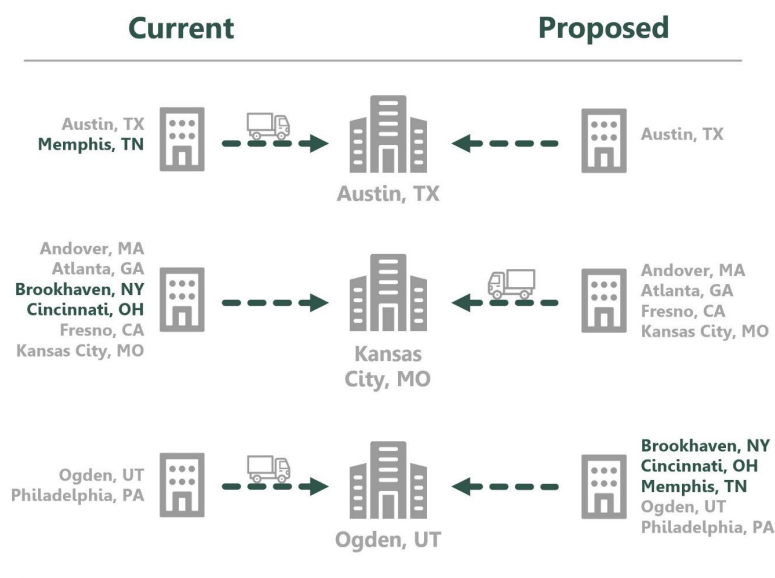 Current
Proposed
Austin, TX
Memphis, TN
Austin, TX
Austin, TX
Andover, MA
Atlanta, GA
Brookhaven, NY
Cincinnati, OH
Fresno, CA
Kansas City, MO
Kansas
City, MO
Andover, MA
Atlanta, GA
Fresno, CA
Kansas City, MO
Ogden, UT
Philadelphia, PA
Ogden, UT
Brookhaven, NY
Cincinnati, OH
Memphis, TN
Ogden, UT
Philadelphia, PA